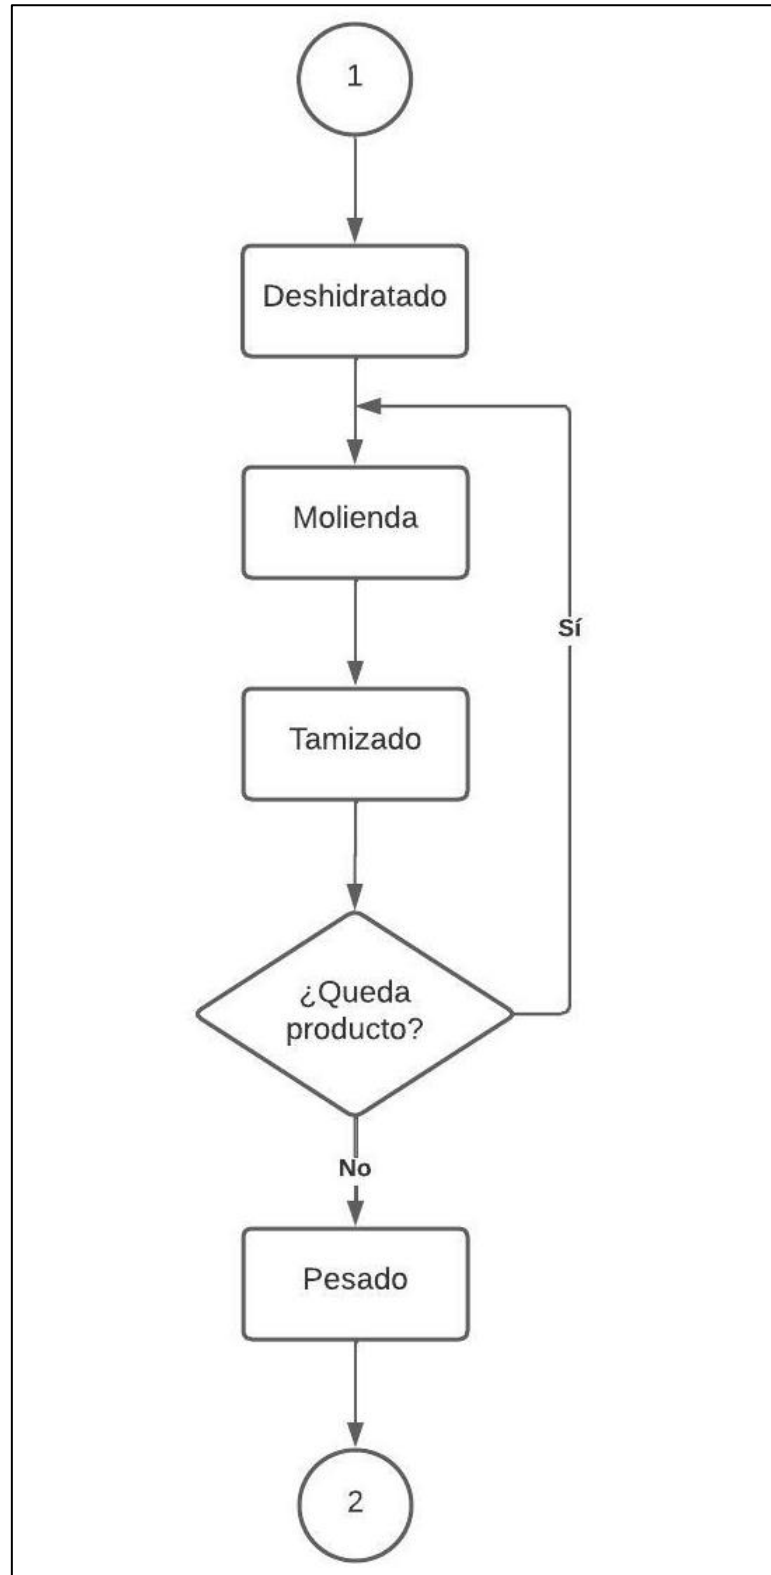 1
Deshidratado
Molienda
Sí
Tamizado
¿Queda
producto?
No
Pesado
2